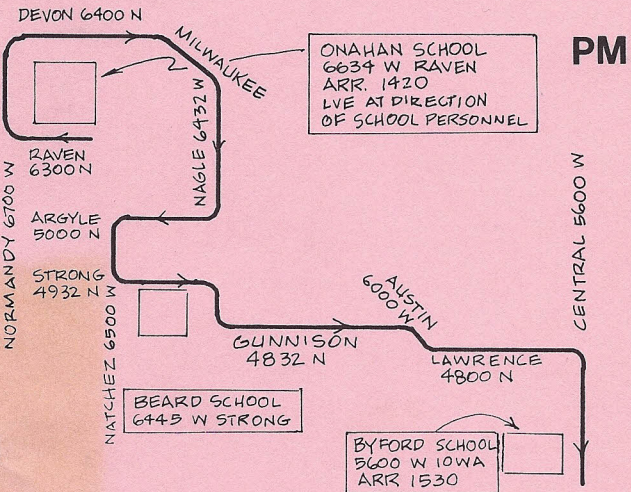 DEVON 6400 N
MILWAUKEE
PM
ONAHAN SCHOOL
6634 W RAVEN
ARR. 1420
LVE AT DIRECTION
OF SCHOOL PERSONNEL
NAGLE 6432 W
RAVEN
6300 N
NORMANDY 6700 W
CENTRAL 5600 W
ARGYLE
5000 N
STRONG
4932 N
NATCHEZ 6500 W
AUSTIN
6000 W
GUNNISON
4832 N
LAWRENCE
4800 N
BEARD SCHOOL
6445 W STRONG
BYFORD SCHOOL
5600 W IOWA
ARR 1530